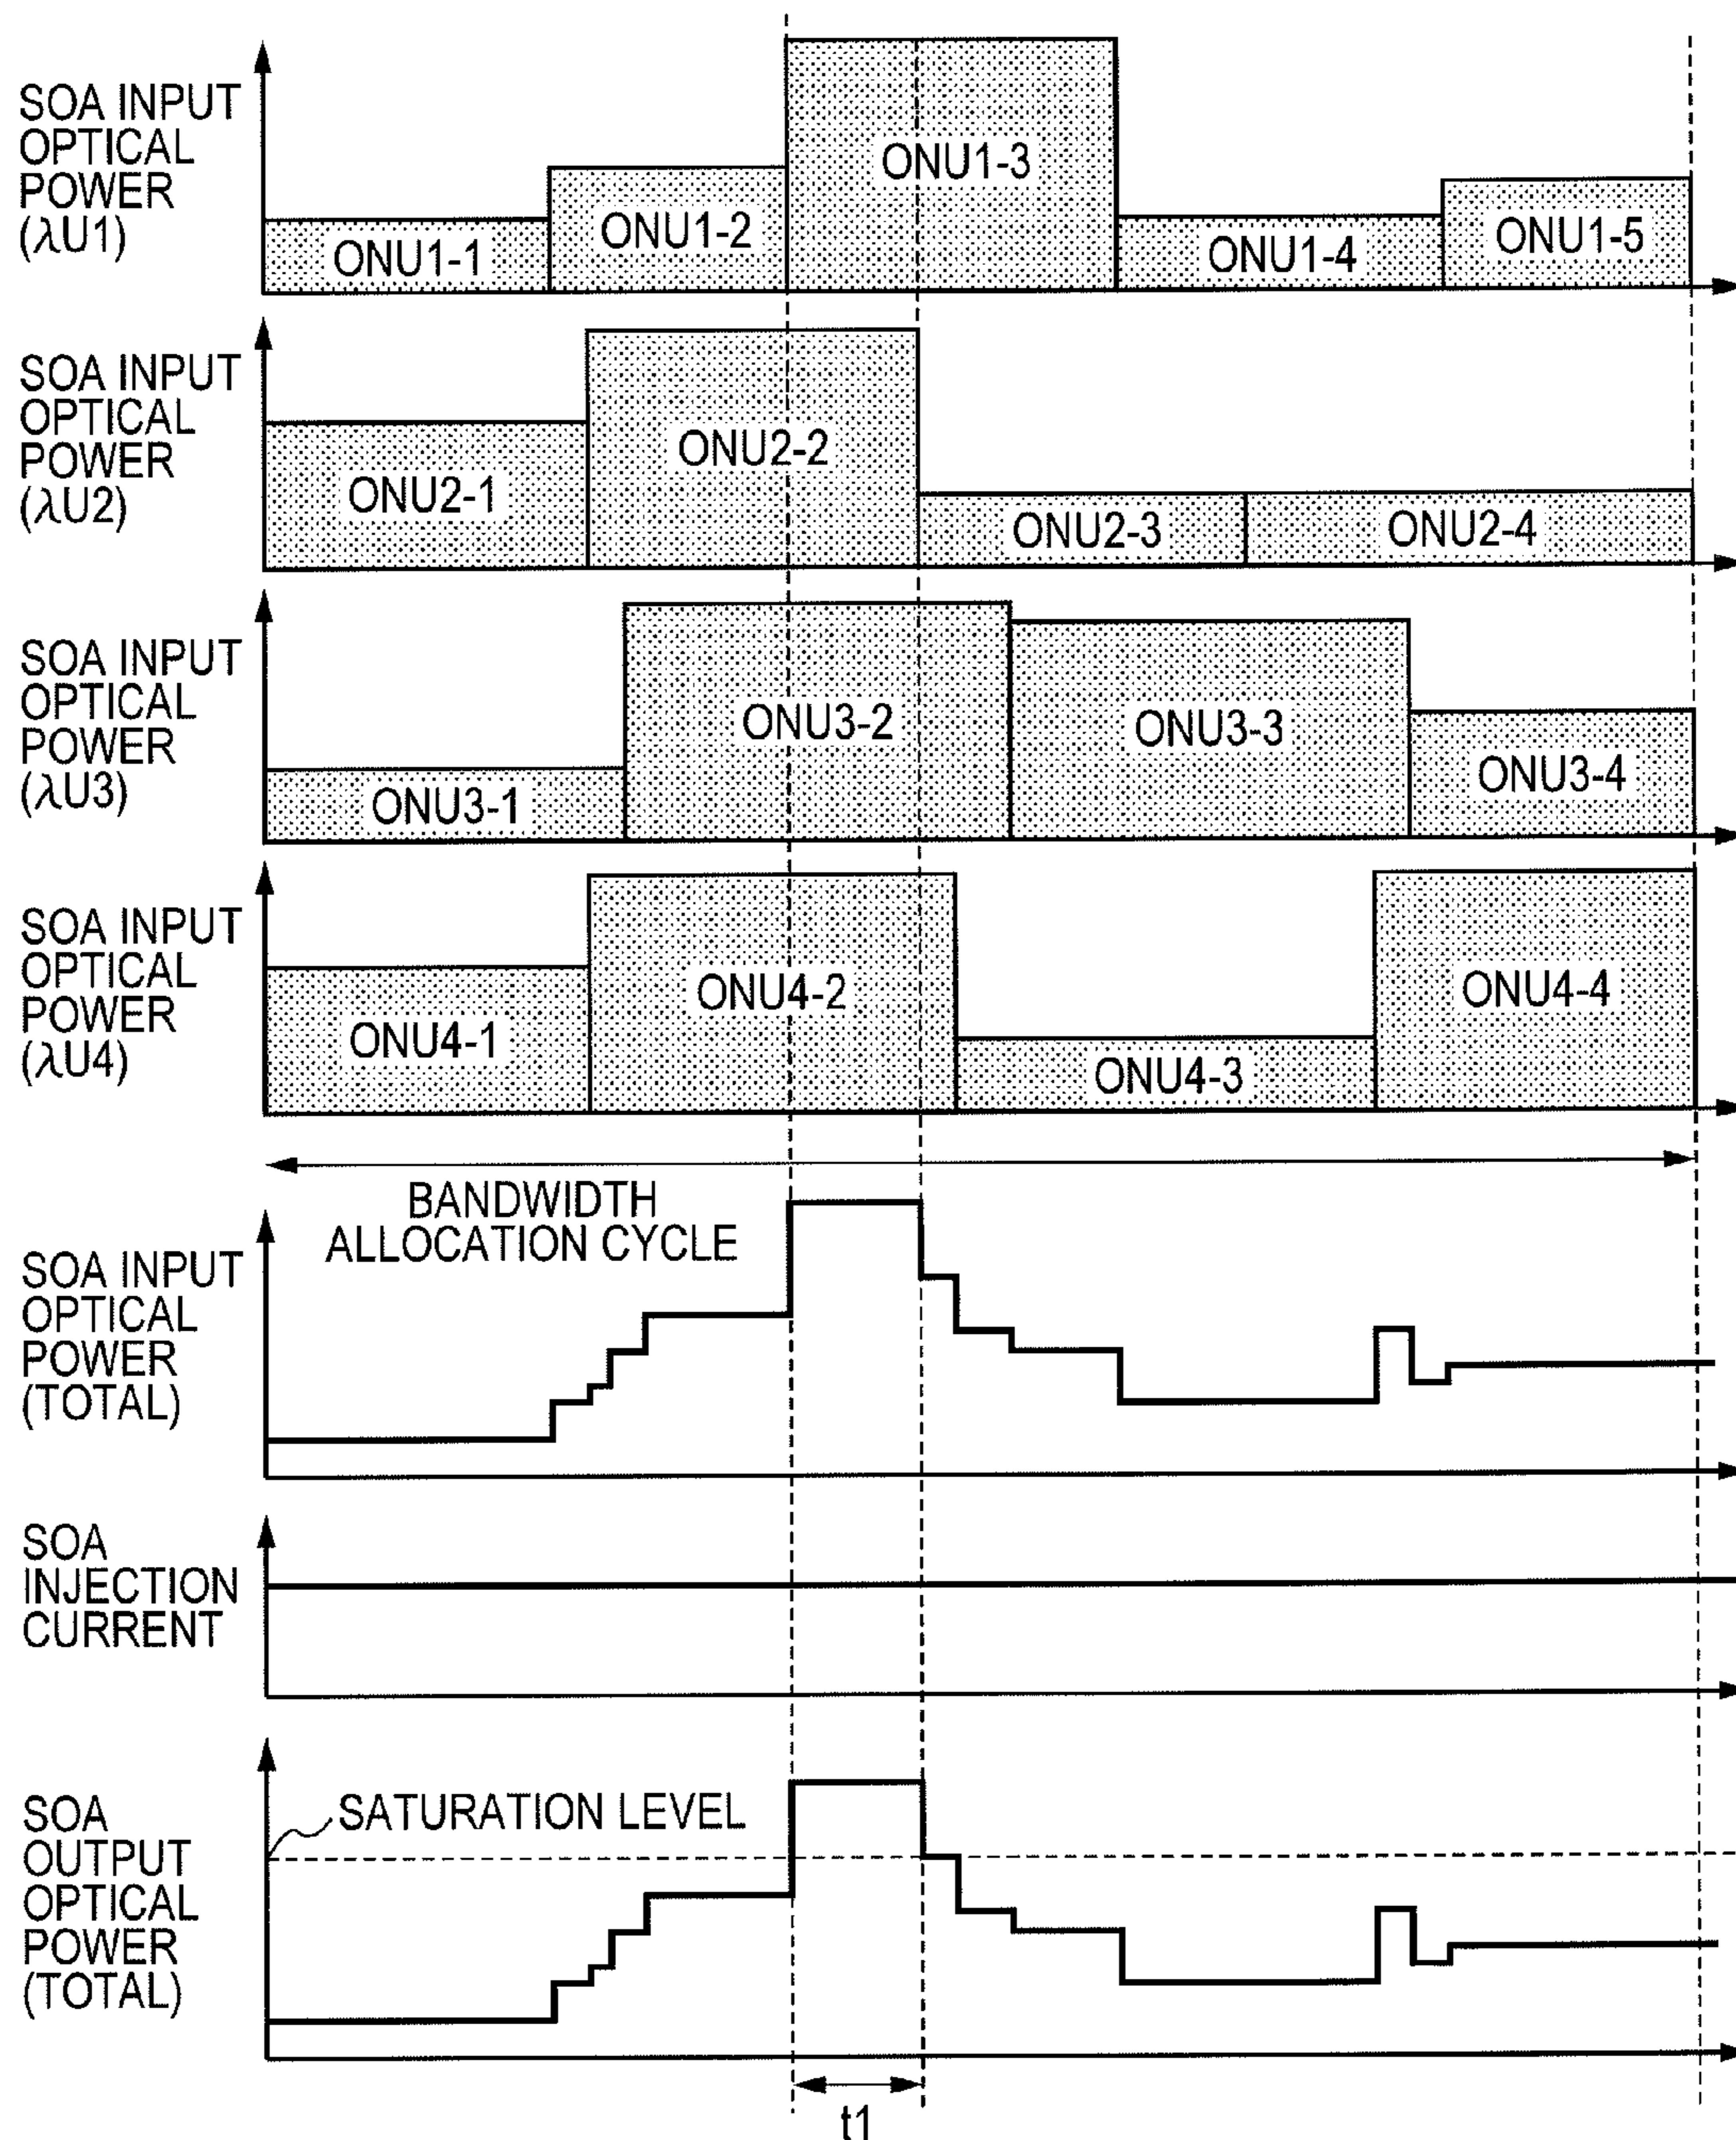 SOA INPUT
OPTICAL
POWER
(λU1)
ONU1-1
ONU1-2
ONU1-3
ONU1-4
ONU1-5
SOA INPUT
OPTICAL
POWER
(λU2)
ONU2-1
ONU2-2
ONU2-3
ONU2-4
SOA INPUT
OPTICAL
POWER
(λU3)
ONU3-1
ONU3-2
ONU3-3
ONU3-4
SOA INPUT
OPTICAL
POWER
(λU4)
ONU4-1
ONU4-2
ONU4-3
ONU4-4
BANDWIDTH
ALLOCATION CYCLE
SOA INPUT
OPTICAL
POWER
(TOTAL)
SOA
INJECTION
CURRENT
SOA
OUTPUT
OPTICAL
POWER
(TOTAL)
SATURATION LEVEL
t1